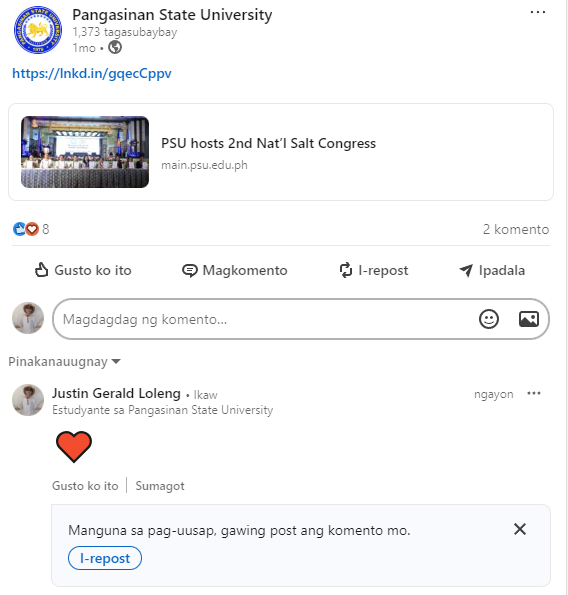 Pangasinan State University
1,373 tagasubaybay
1mo •
https://lnkd.in/gqecCppv
PSU hosts 2nd Nat'l Salt Congress
main.psu.edu.ph
8
2 komento
Gusto ko ito
Magkomento
I-repost
Ipadala
Magdagdag ng komento...
Pinakanauugnay
Justin Gerald Loleng • Ikaw
ngayon
Estudyante sa Pangasinan State University
Gusto ko ito
Sumagot
Manguna sa pag-uusap, gawing post ang komento mo.
I-repost